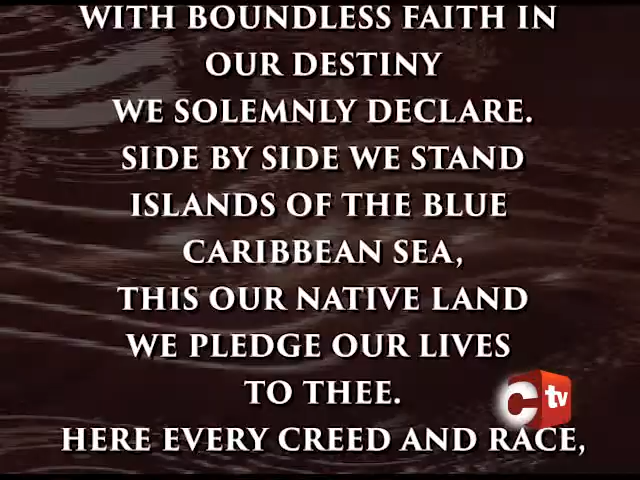 WITH BOUNDLESS FAITH IN
OUR DESTINY
WE SOLEMNLY DECLARE.
SIDE BY SIDE WE STAND
ISLANDS OF THE BLUE
CARIBBEAN SEA,
THIS OUR NATIVE LAND
WE PLEDGE OUR LIVES
TO THEE.
Ctv
HERE EVERY CREED AND RACE,